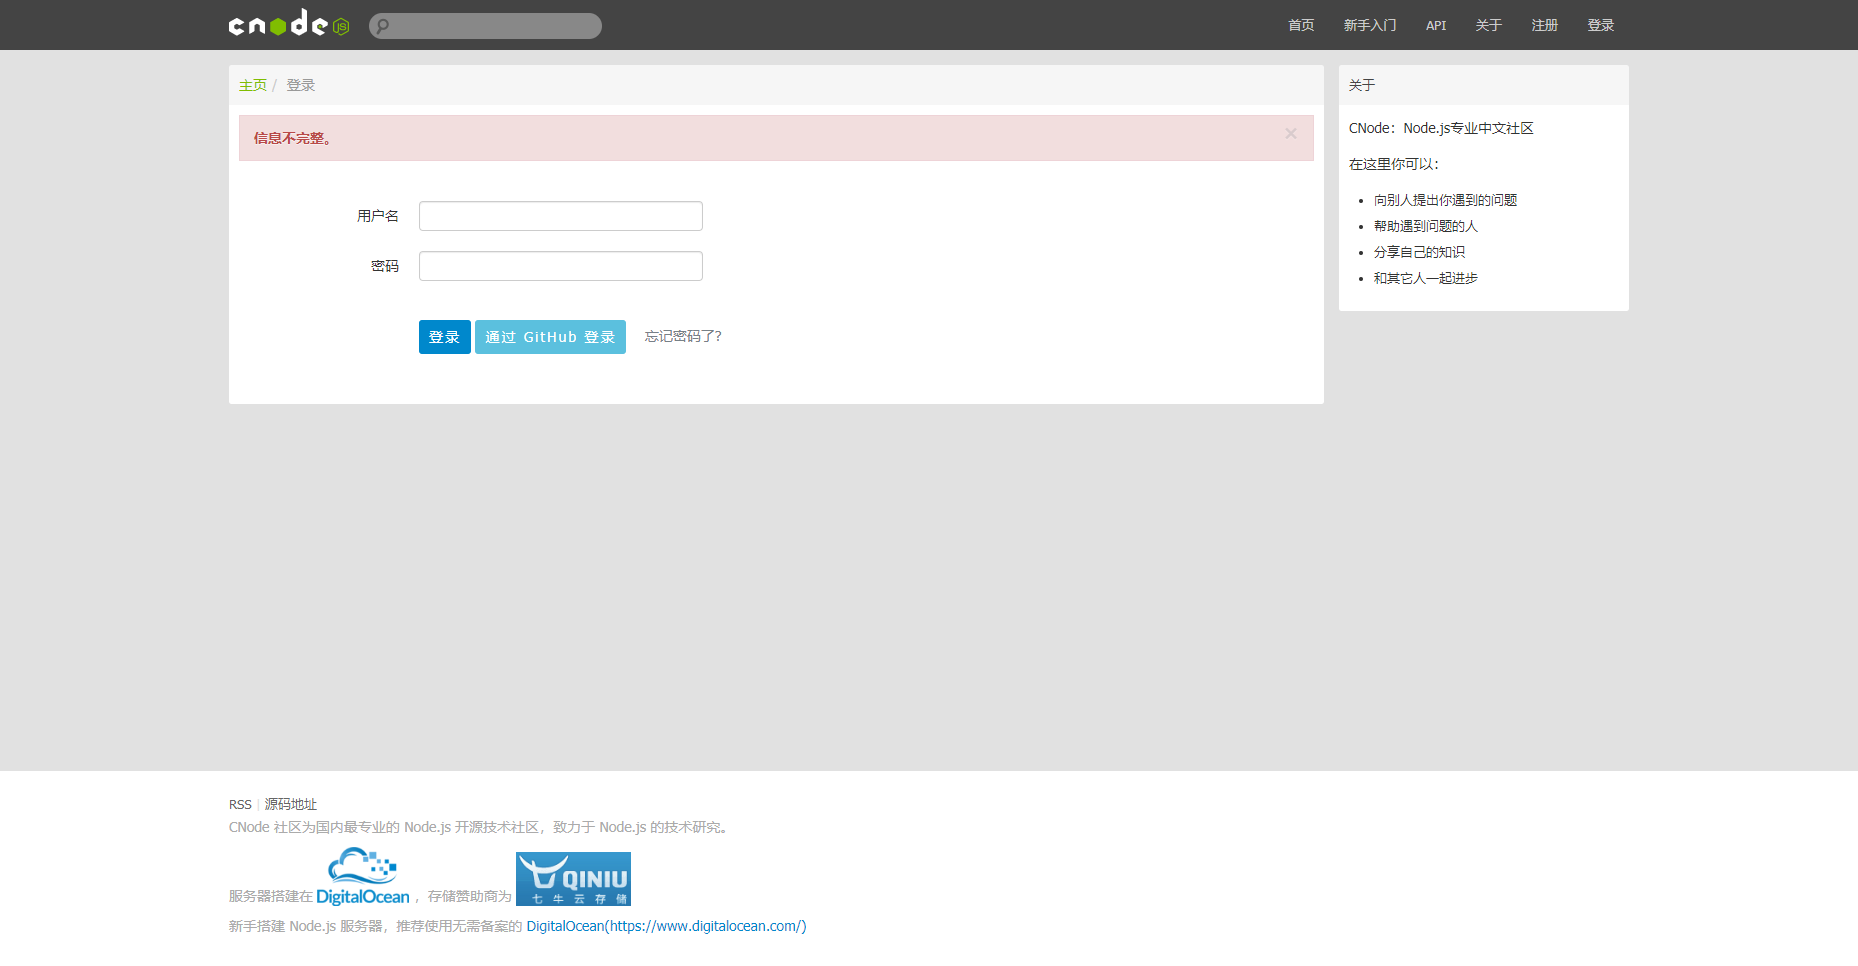 cnode JS
首页 新手入门 API 关于 注册 登录
主页 / 登录
信息不完整。 ×
用户名
密码
登录 通过 GitHub 登录 忘记密码了?
关于
CNode：Node.js专业中文社区
在这里你可以：
向别人提出你遇到的问题
帮助遇到问题的人
分享自己的知识
和其它人一起进步
RSS | 源码地址
CNode 社区为国内最专业的 Node.js 开源技术社区，致力于 Node.js 的技术研究。
服务器搭建在 DigitalOcean ，存储赞助商为 QINIU 七牛云存储
新手搭建 Node.js 服务器，推荐使用无需备案的 DigitalOcean(https://www.digitalocean.com/)